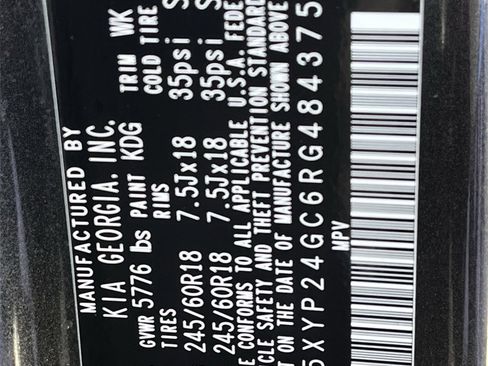 MANUFACTURED BY
KIA GEORGIA, INC.
GVWR 5776 lbs PAINT KDG TRIM WK
TIRES RIMS COLD TIRE
245/60R18 7.5Jx18 35psi
245/60R18 7.5Jx18 35psi
TO ALL APPLICABLE U.S.A. FEDE
SAFETY AND THEFT PREVENTION STANDAR
ON THE DATE OF MANUFACTURE SHOWN ABOVE
5XYP24GC6RG484375
MPV